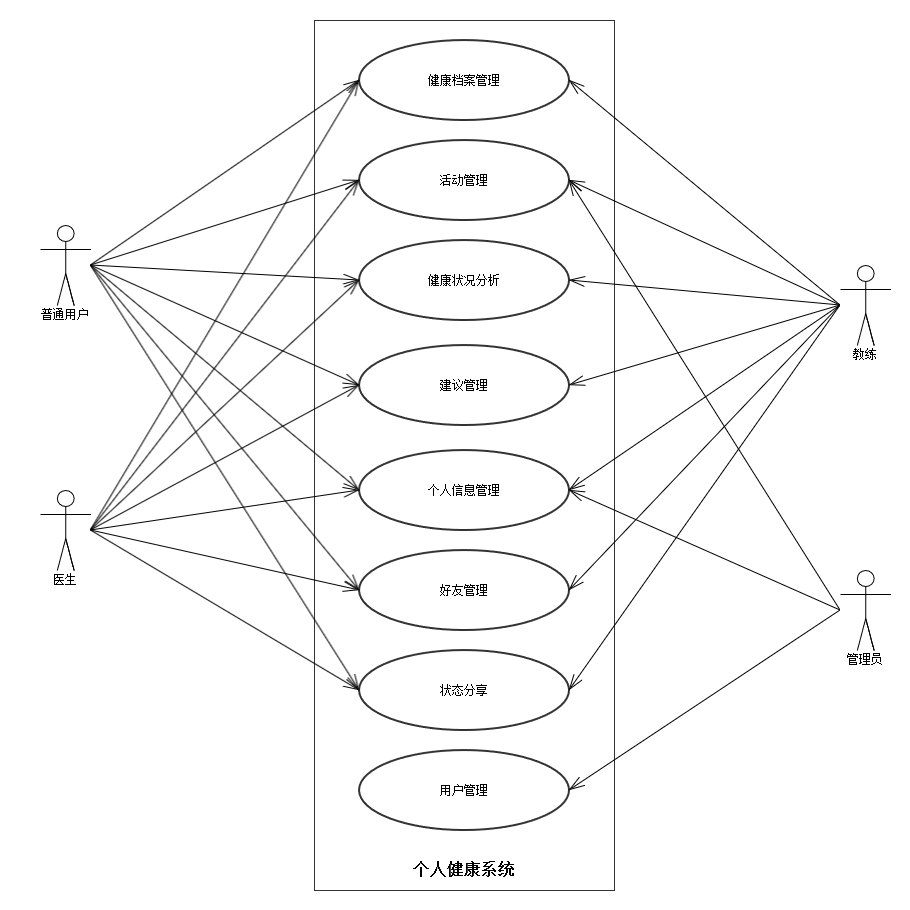 健康档案管理
活动管理
健康状况分析
普通用户
教练
建议管理
个人信息管理
医生
好友管理
管理员
状态分享
用户管理
个人健康系统